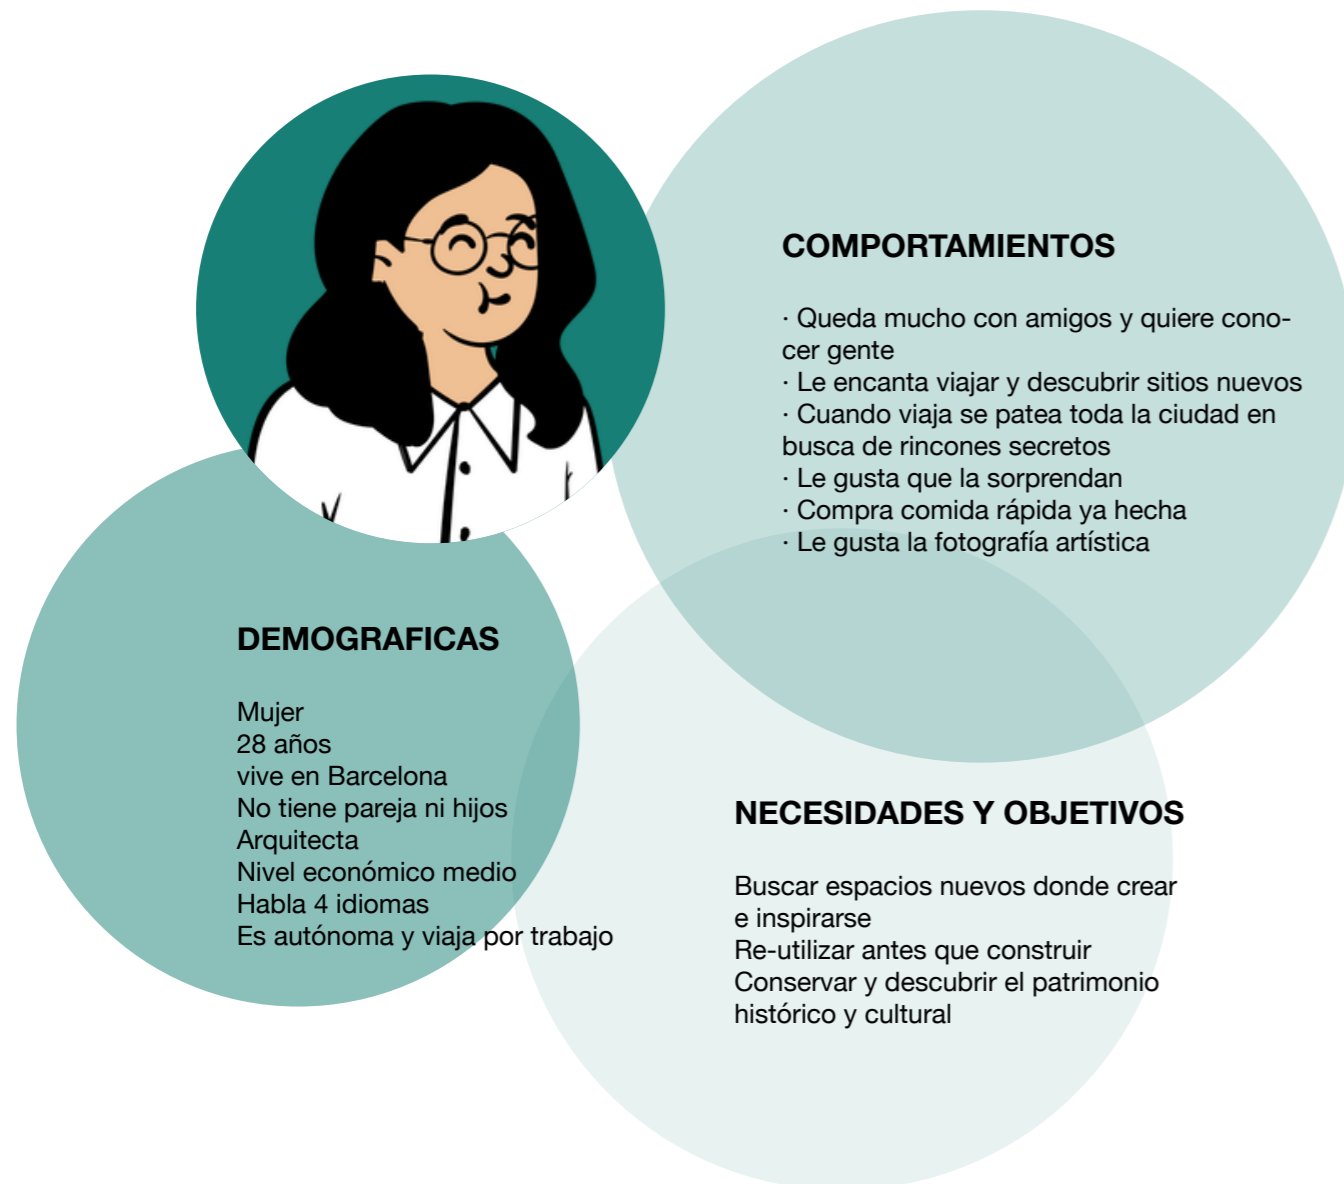 COMPORTAMIENTOS
· Queda mucho con amigos y quiere cono-
cer gente
· Le encanta viajar y descubrir sitios nuevos
· Cuando viaja se patea toda la ciudad en
busca de rincones secretos
· Le gusta que la sorprendan
· Compra comida rápida ya hecha
· Le gusta la fotografía artística
DEMOGRAFICAS
Mujer
28 años
vive en Barcelona
No tiene pareja ni hijos
Arquitecta
Nivel económico medio
Habla 4 idiomas
Es autónoma y viaja por trabajo
NECESIDADES Y OBJETIVOS
Buscar espacios nuevos donde crear
e inspirarse
Re-utilizar antes que construir
Conservar y descubrir el patrimonio
histórico y cultural